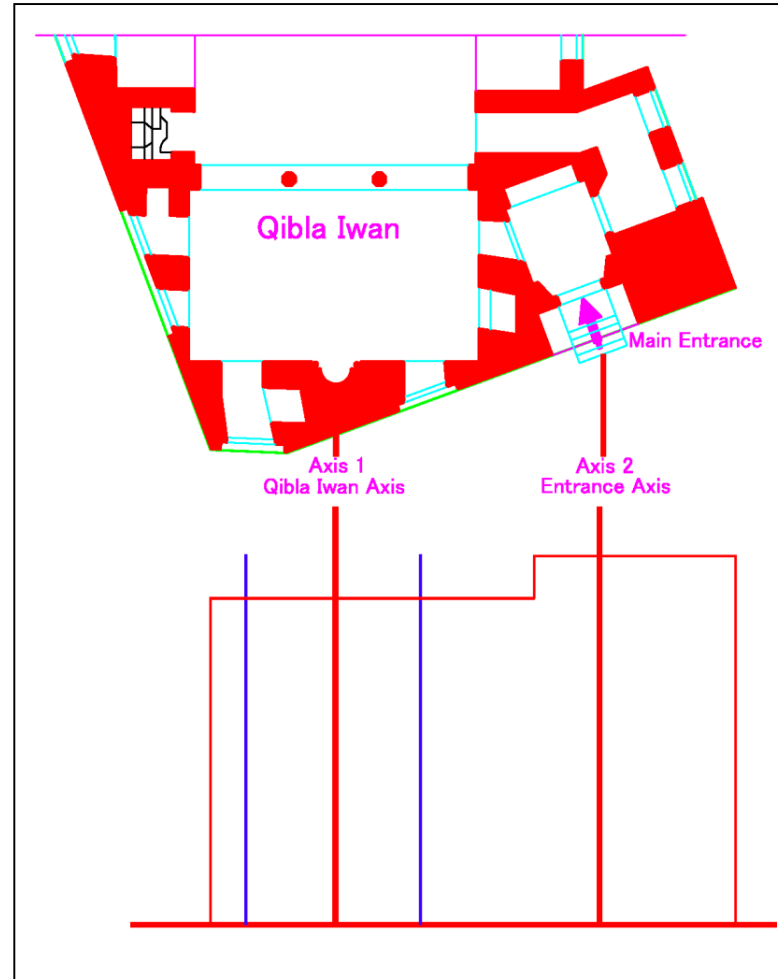 Qibla Iwan
Main Entrance
Axis 1
Qibla Iwan Axis
Axis 2
Entrance Axis